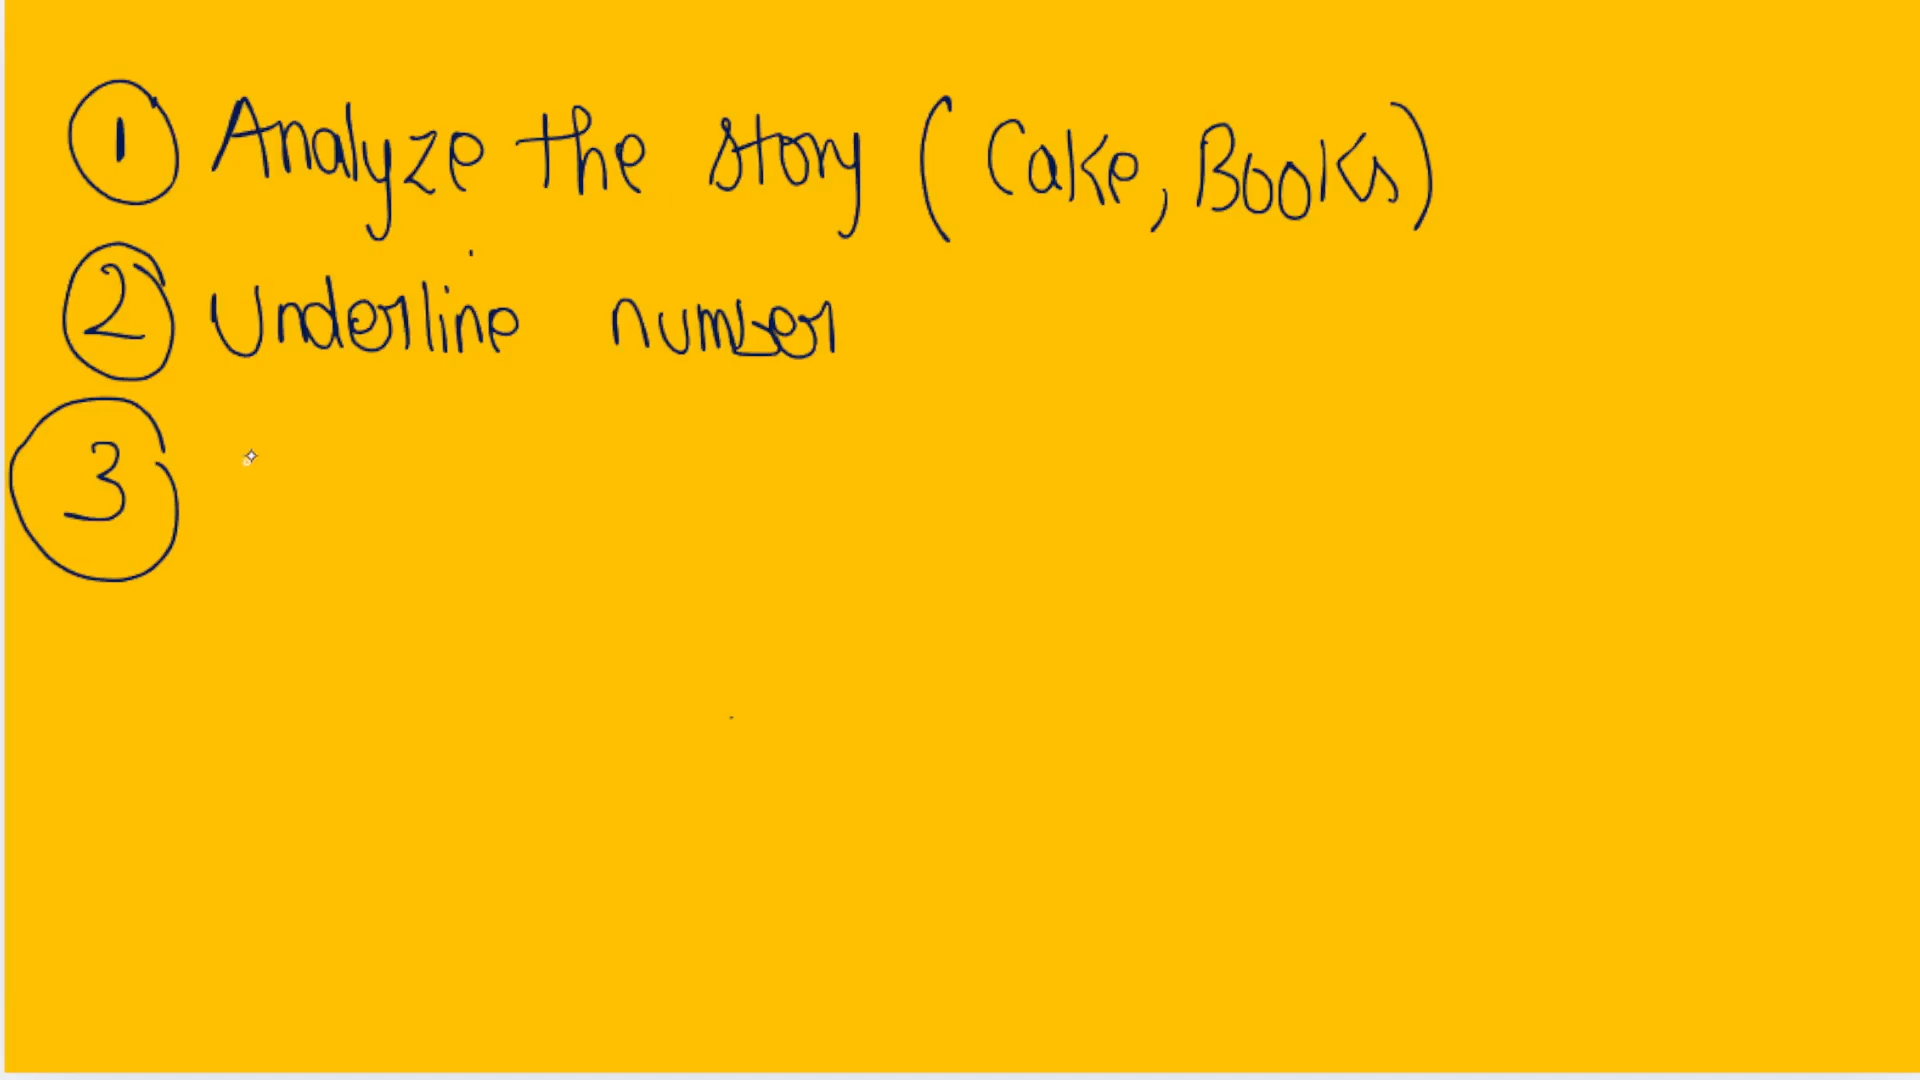 1 Analyze the story (Cake, Books)
2 Underline number
3